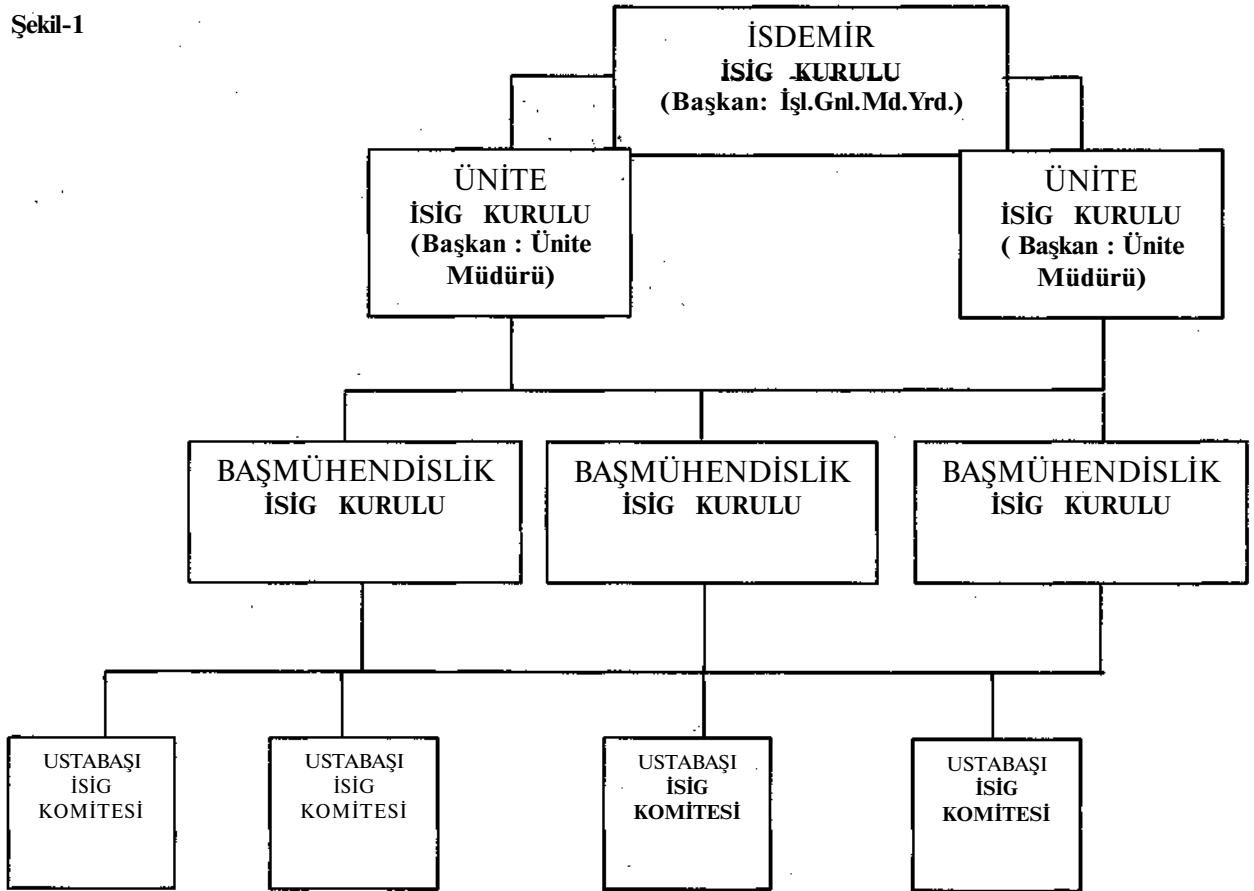 Şekil-1
İSDEMİR
İSİG KURULU
(Başkan: İşl.Gnl.Md.Yrd.)
ÜNİTE
İSİG KURULU
(Başkan : Ünite
Müdürü)
ÜNİTE
İSİG KURULU
( Başkan : Ünite
Müdürü)
BAŞMÜHENDİSLİK
İSİG KURULU
BAŞMÜHENDİSLİK
İSİG KURULU
BAŞMÜHENDİSLİK
İSİG KURULU
USTABAŞI
İSİG
KOMİTESİ
USTABAŞI
İSİG
KOMİTESİ
USTABAŞI
İSİG
KOMİTESİ
USTABAŞI
İSİG
KOMİTESİ